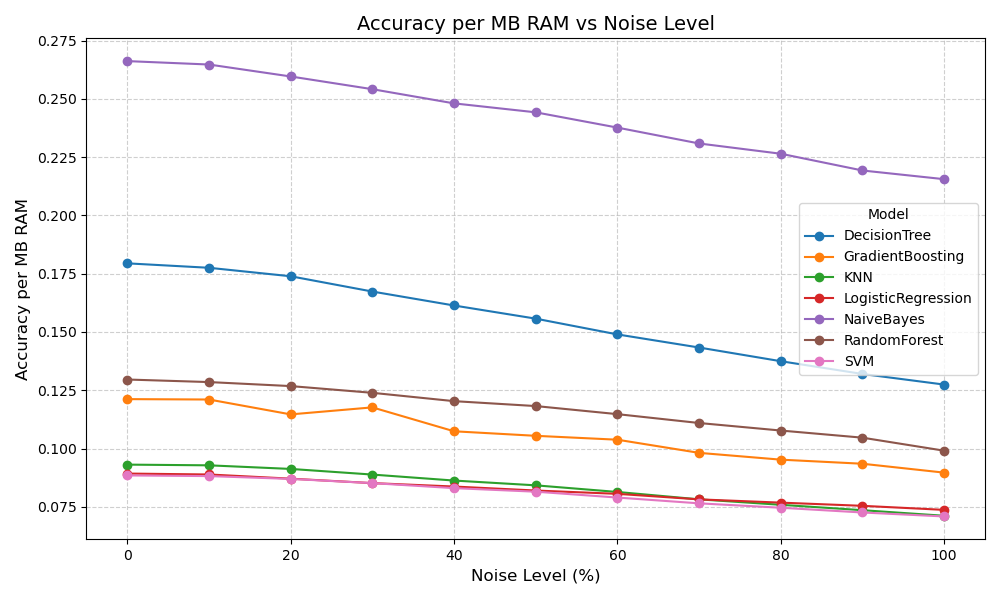 Accuracy per MB RAM vs Noise Level
Accuracy per MB RAM
0.275
0.250
0.225
0.200
0.175
0.150
0.125
0.100
0.075
Model
DecisionTree
GradientBoosting
KNN
LogisticRegression
NaiveBayes
RandomForest
SVM
0 20 40 60 80 100
Noise Level (%)